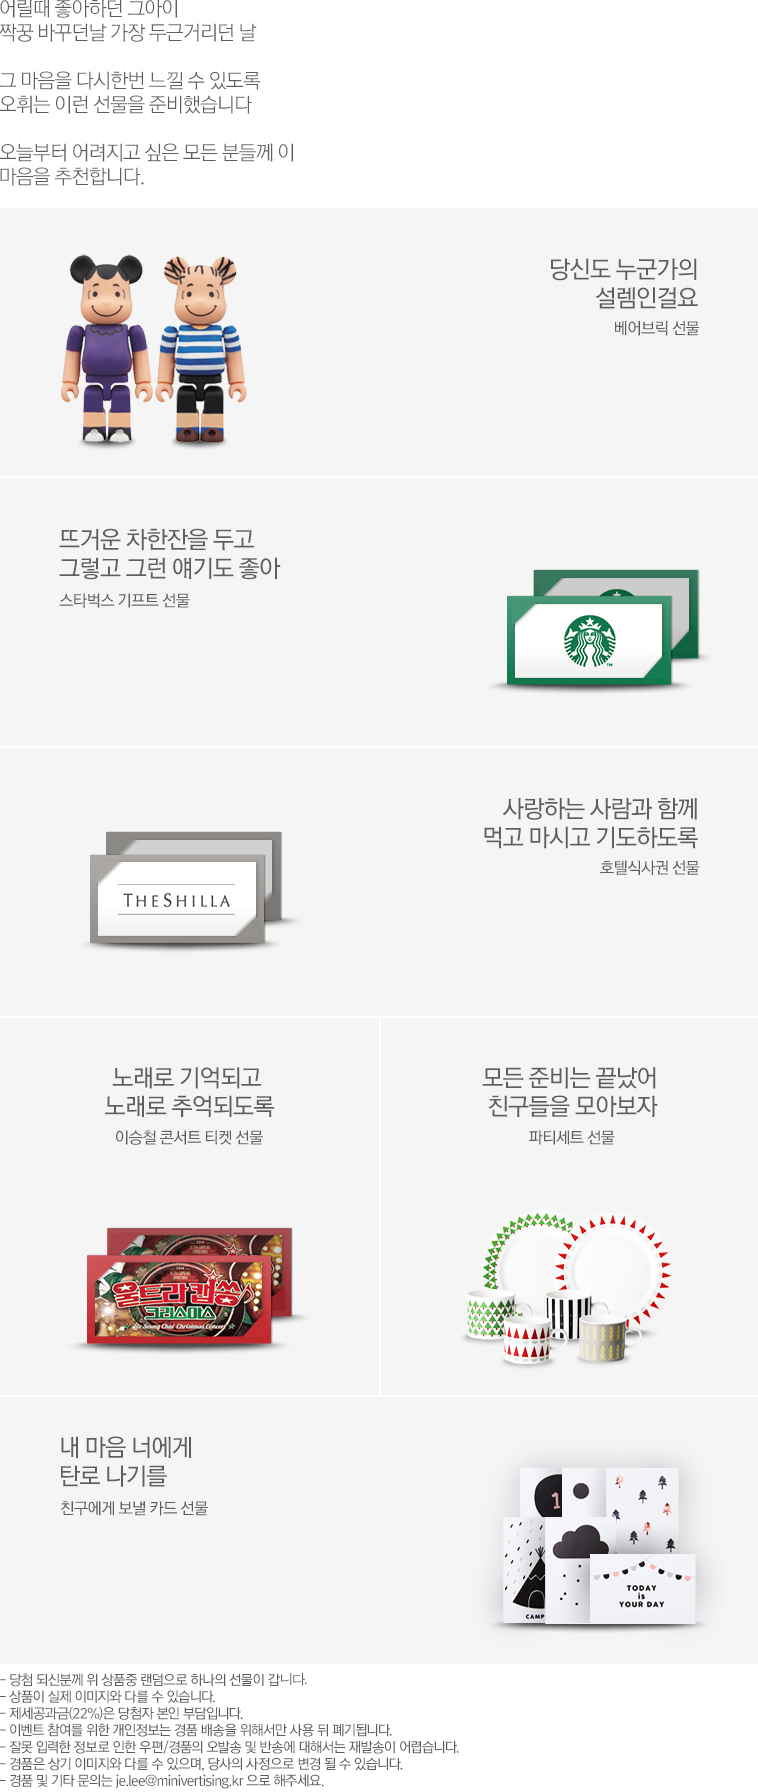 어릴때 좋아하던 그아이
짝꿍 바꾸던날 가장 두근거리던 날
그 마음을 다시한번 느낄 수 있도록
오휘는 이런 선물을 준비했습니다
오늘부터 어려지고 싶은 모든 분들께 이
마음을 추천합니다.
당신도 누군가의
설렘인걸요
베어브릭 선물
뜨거운 차한잔을 두고
그렇고 그런 얘기도 좋아
스타벅스 기프트 선물
사랑하는 사람과 함께
먹고 마시고 기도하도록
호텔식사권 선물
THE SHILLA
노래로 기억되고
노래로 추억되도록
이승철 콘서트 티켓 선물
울트라캡쏭
크리스마스
Lee Seung Chul Christmas Concert
모든 준비는 끝났어
친구들을 모아보자
파티세트 선물
내 마음 너에게
탄로 나기를
친구에게 보낼 카드 선물
1
CAMP
TODAY
is
YOUR DAY
- 당첨 되신분께 위 상품중 랜덤으로 하나의 선물이 갑니다.
- 상품이 실제 이미지와 다를 수 있습니다.
- 제세공과금(22%)은 당첨자 본인 부담입니다.
- 이벤트 참여를 위한 개인정보는 경품 배송을 위해서만 사용 뒤 폐기됩니다.
- 잘못 입력한 정보로 인한 우편/경품의 오발송 및 반송에 대해서는 재발송이 어렵습니다.
- 경품은 상기 이미지와 다를 수 있으며, 당사의 사정으로 변경 될 수 있습니다.
- 경품 및 기타 문의는 je.lee@minivertising.kr 으로 해주세요.